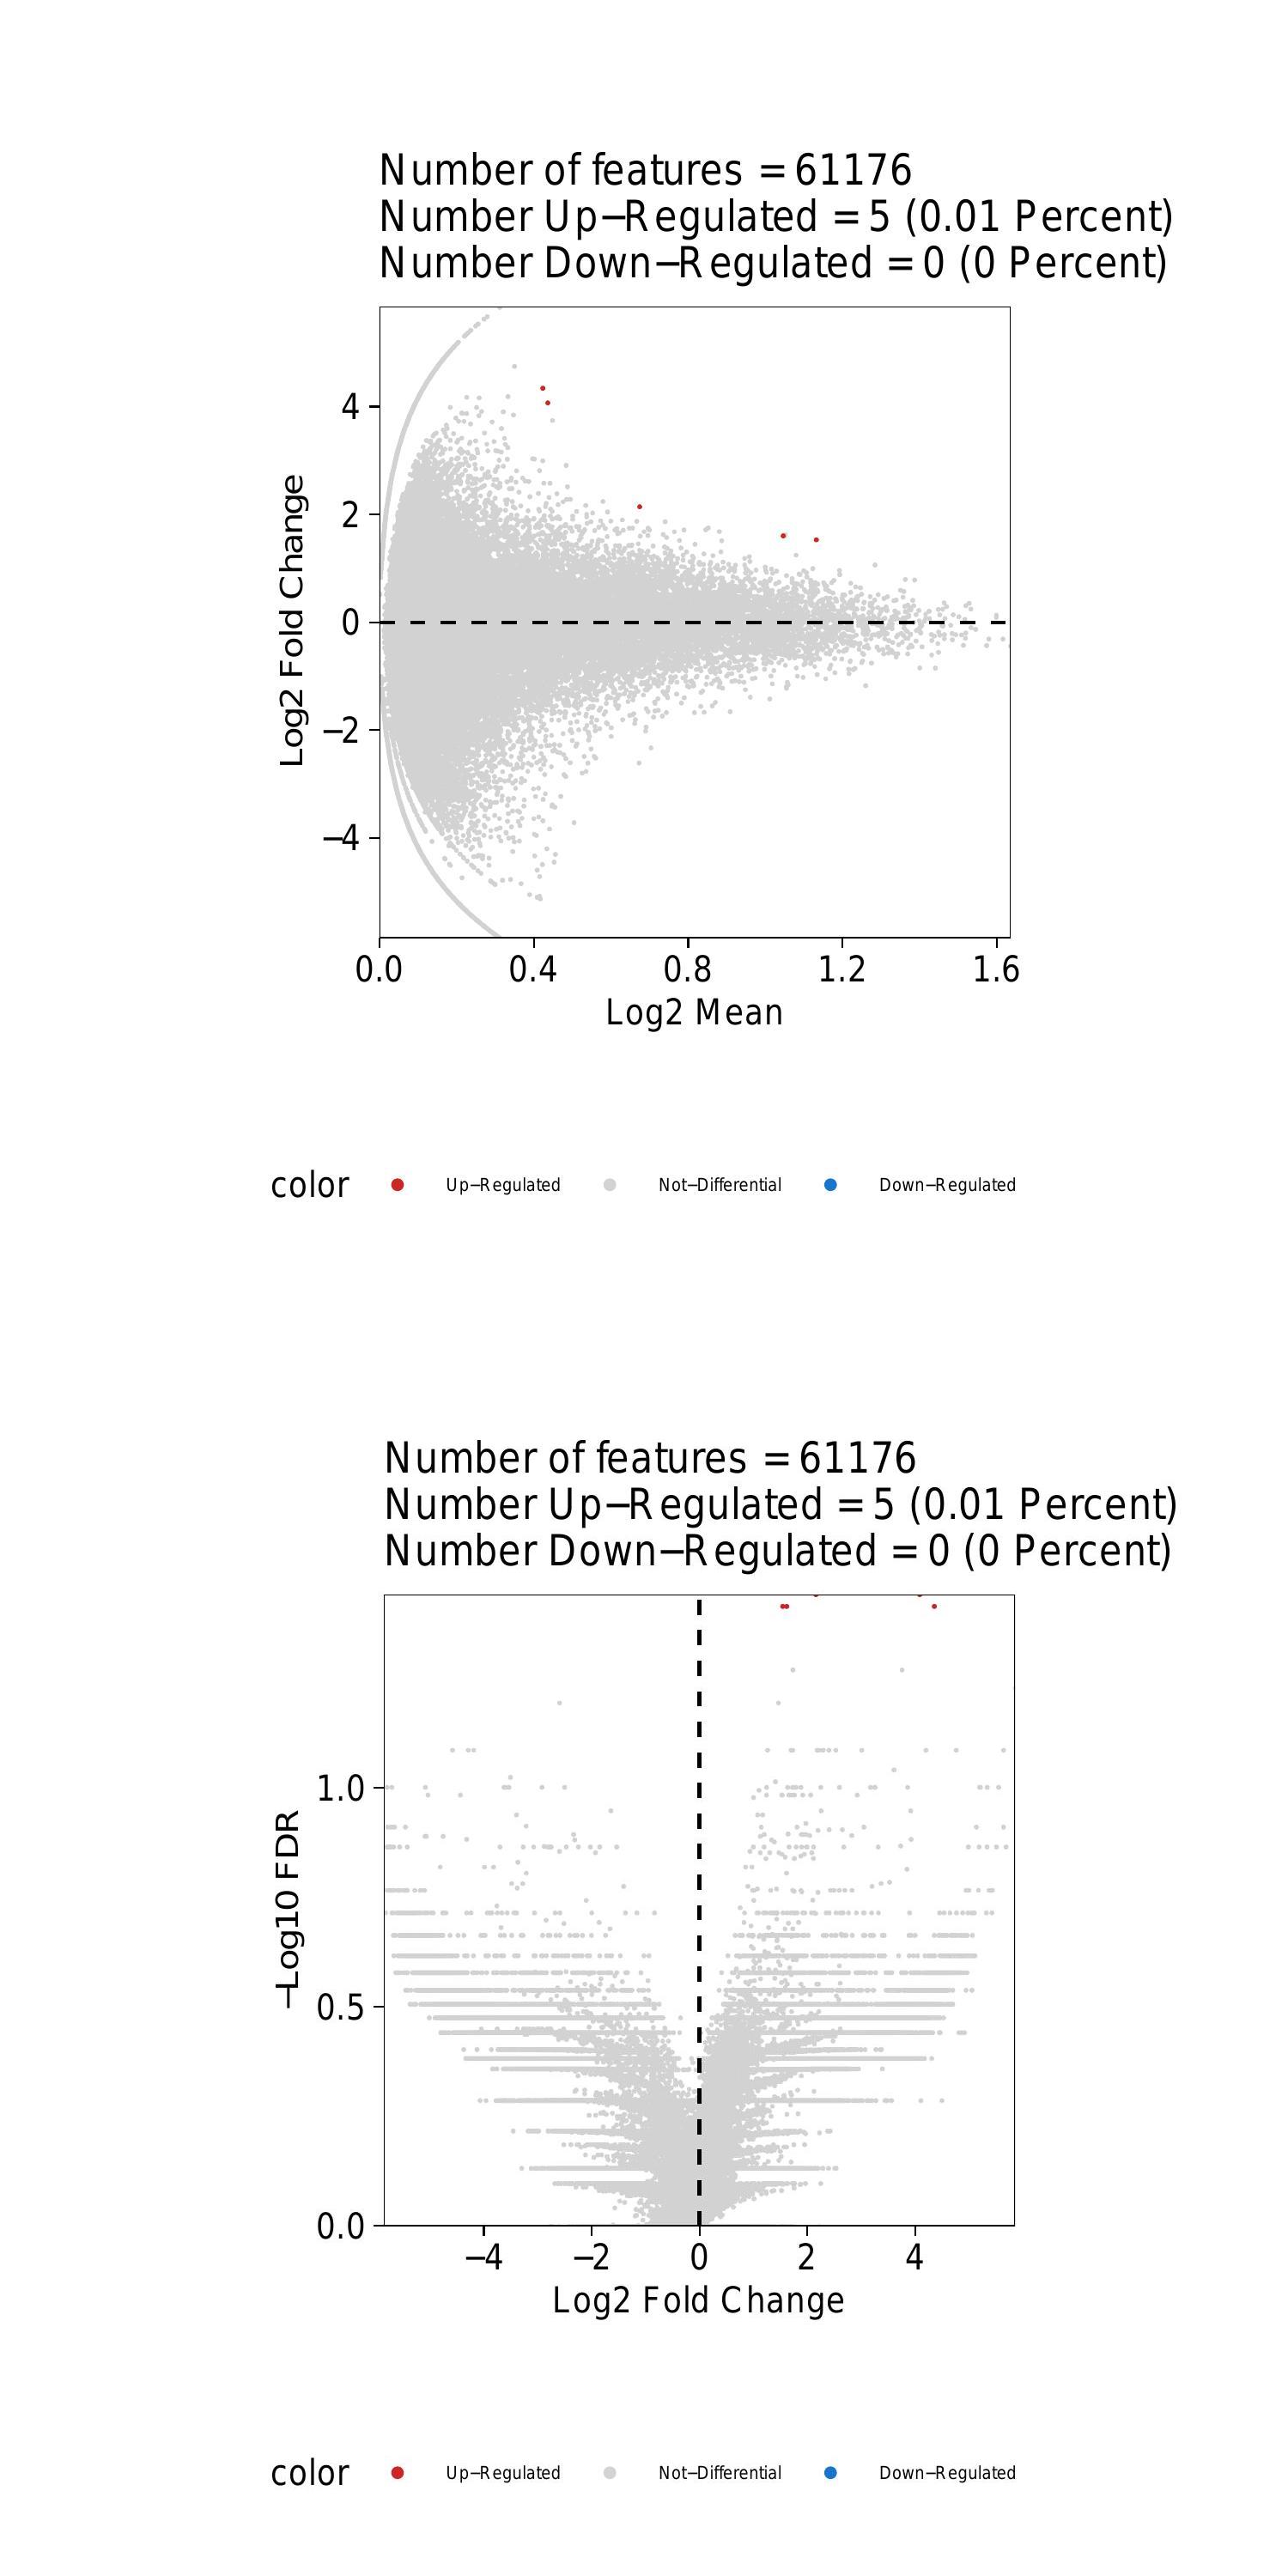 Number of features = 61176
Number Up−Regulated = 5 (0.01 Percent)
Number Down−Regulated = 0 (0 Percent)
Log2 Fold Change
4
2
0
−2
−4
0.0 0.4 0.8 1.2 1.6
Log2 Mean
color Up−Regulated Not−Differential Down−Regulated
Number of features = 61176
Number Up−Regulated = 5 (0.01 Percent)
Number Down−Regulated = 0 (0 Percent)
−Log10 FDR
1.0
0.5
0.0
−4 −2 0 2 4
Log2 Fold Change
color Up−Regulated Not−Differential Down−Regulated